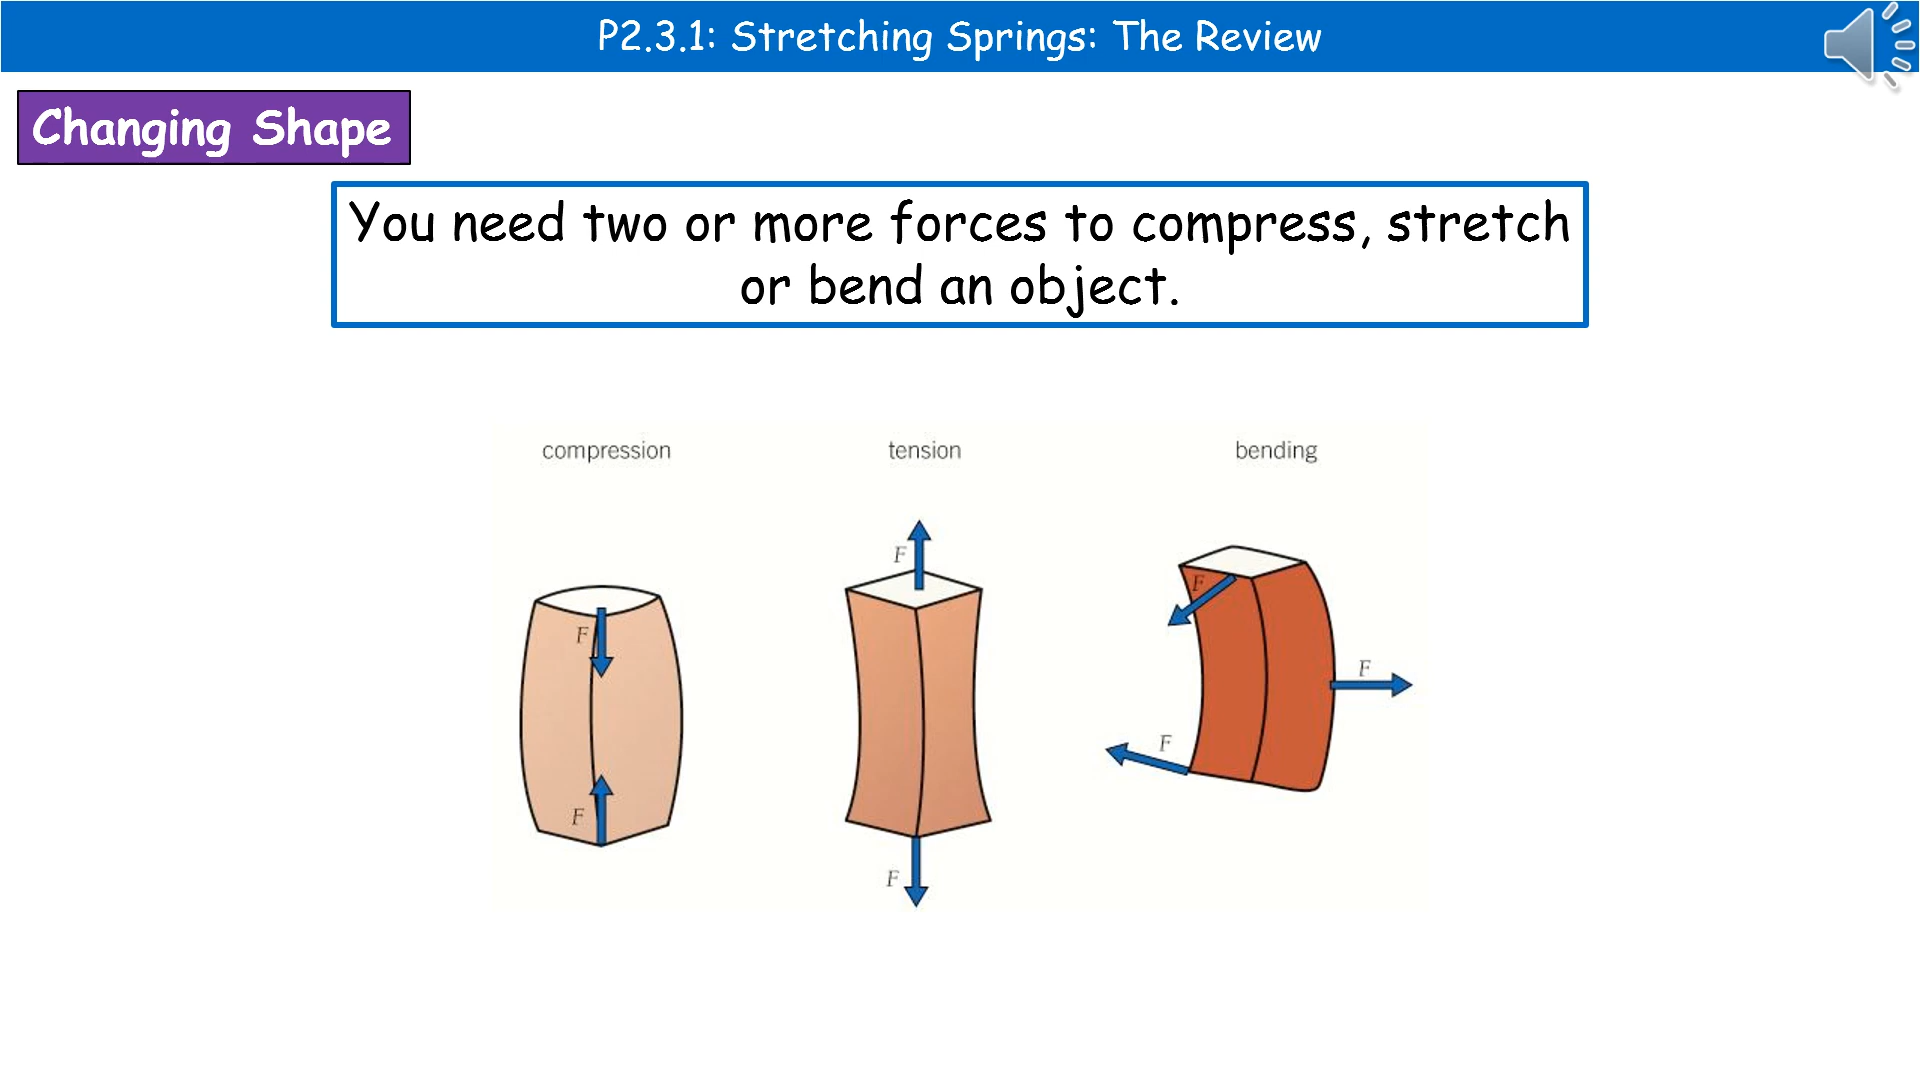 P2.3.1: Stretching Springs: The Review
Changing Shape
You need two or more forces to compress, stretch
or bend an object.
compression
tension
bending
F
F
F
F
F
F
F